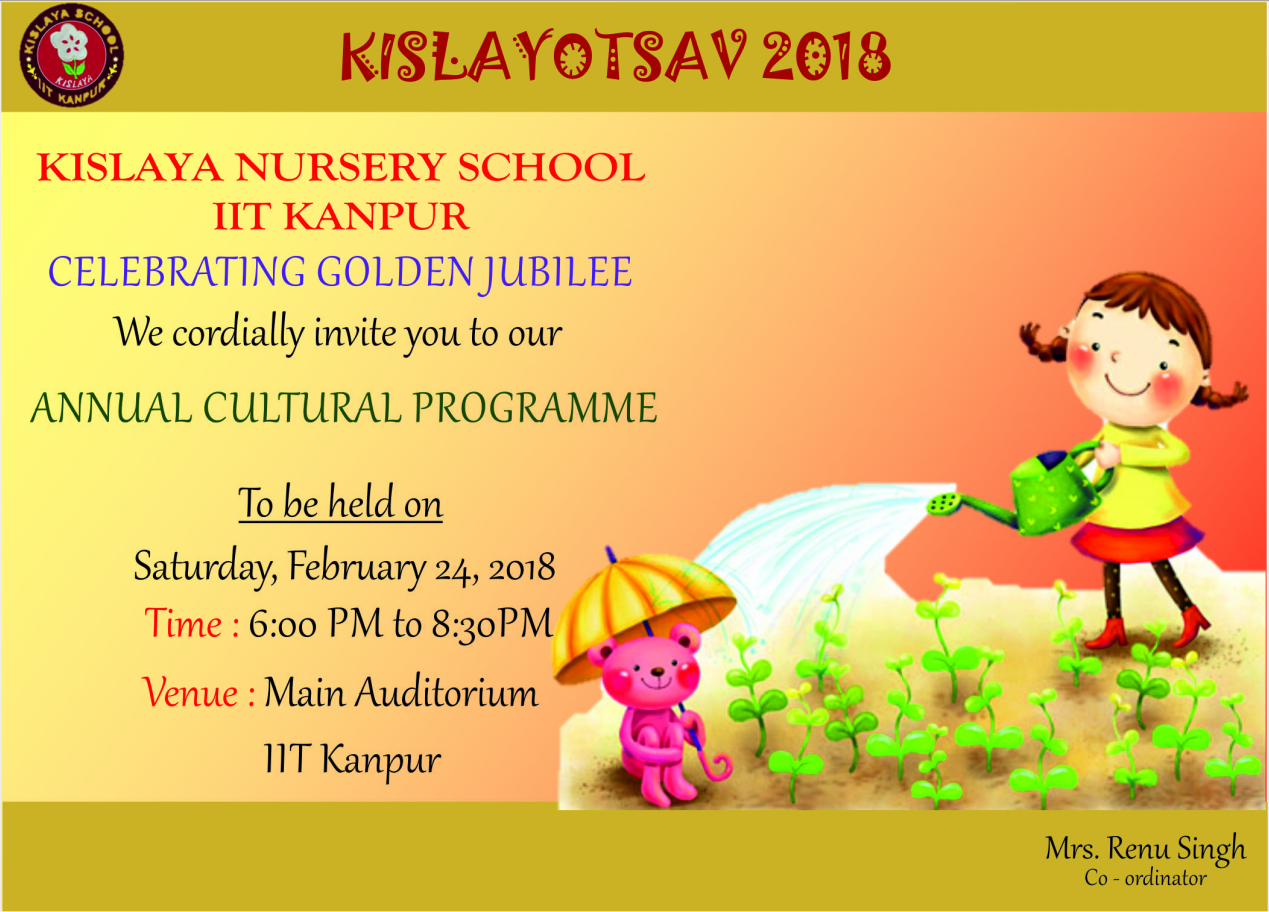 KISLAYA SCHOOL
KISLAYA
IIT KANPUR
KISLAYOTSAV 2018
KISLAYA NURSERY SCHOOL
IIT KANPUR
CELEBRATING GOLDEN JUBILEE
We cordially invite you to our
ANNUAL CULTURAL PROGRAMME
To be held on
Saturday, February 24, 2018
Time : 6:00 PM to 8:30PM
Venue : Main Auditorium
IIT Kanpur
Mrs. Renu Singh
Co - ordinator